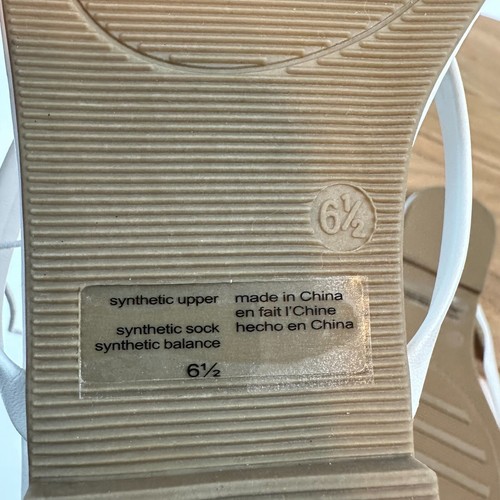 6½
synthetic upper
synthetic sock
synthetic balance
6½
made in China
en fait l'Chine
hecho en China